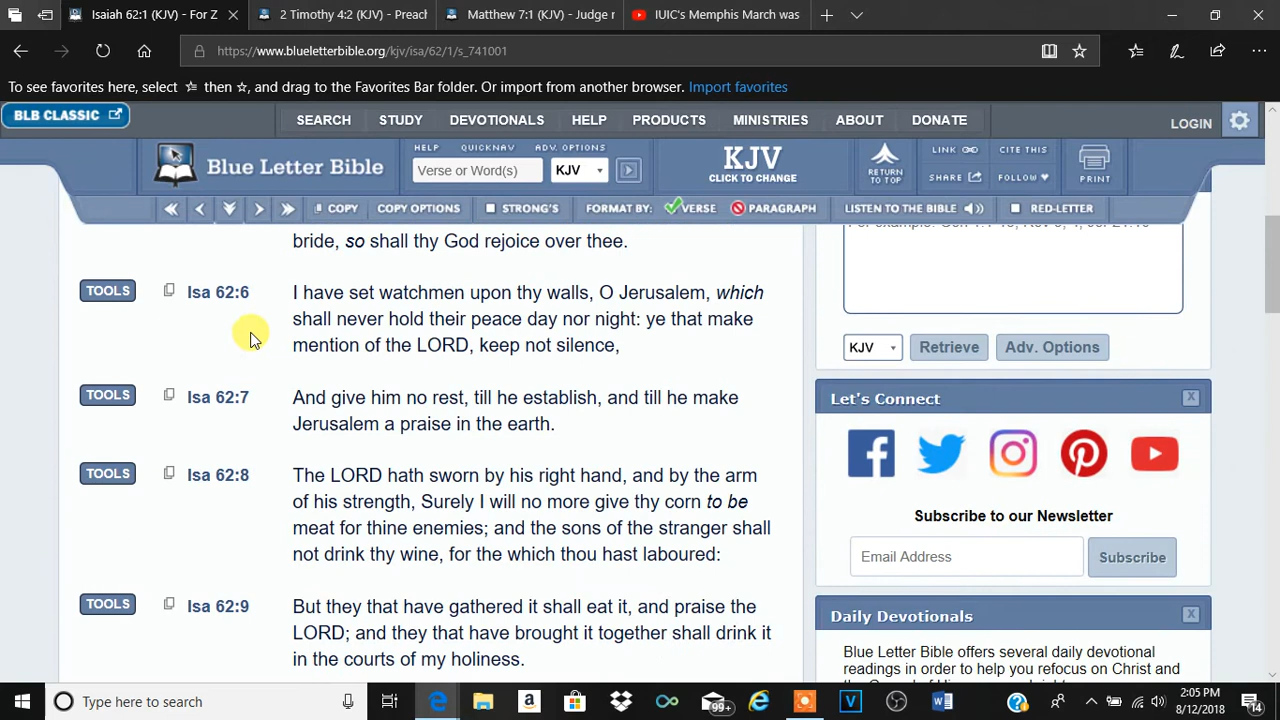 Isaiah 62:1 (KJV) - For Z
2 Timothy 4:2 (KJV) - Preach
Matthew 7:1 (KJV) - Judge n
IUIC's Memphis March was
https://www.blueletterbible.org/kjv/isa/62/1/s_741001
To see favorites here, select ☆ then ☆, and drag to the Favorites Bar folder. Or import from another browser. Import favorites
BLB CLASSIC
SEARCH STUDY DEVOTIONALS HELP PRODUCTS MINISTRIES ABOUT DONATE
LOGIN
Blue Letter Bible
HELP QUICKNAV ADV. OPTIONS
Verse or Word(s) KJV
KJV
CLICK TO CHANGE
RETURN
TO TOP
LINK CITE THIS
SHARE FOLLOW
PRINT
COPY COPY OPTIONS STRONG'S FORMAT BY: VERSE PARAGRAPH LISTEN TO THE BIBLE RED-LETTER
bride, so shall thy God rejoice over thee.
TOOLS Isa 62:6 I have set watchmen upon thy walls, O Jerusalem, which
shall never hold their peace day nor night: ye that make
mention of the LORD, keep not silence,
TOOLS Isa 62:7 And give him no rest, till he establish, and till he make
Jerusalem a praise in the earth.
TOOLS Isa 62:8 The LORD hath sworn by his right hand, and by the arm
of his strength, Surely I will no more give thy corn to be
meat for thine enemies; and the sons of the stranger shall
not drink thy wine, for the which thou hast laboured:
TOOLS Isa 62:9 But they that have gathered it shall eat it, and praise the
LORD; and they that have brought it together shall drink it
in the courts of my holiness.
KJV Retrieve Adv. Options
Let's Connect X
Subscribe to our Newsletter
Email Address Subscribe
Daily Devotionals X
Blue Letter Bible offers several daily devotional
readings in order to help you refocus on Christ and
Type here to search
99+
2:05 PM
8/12/2018
14